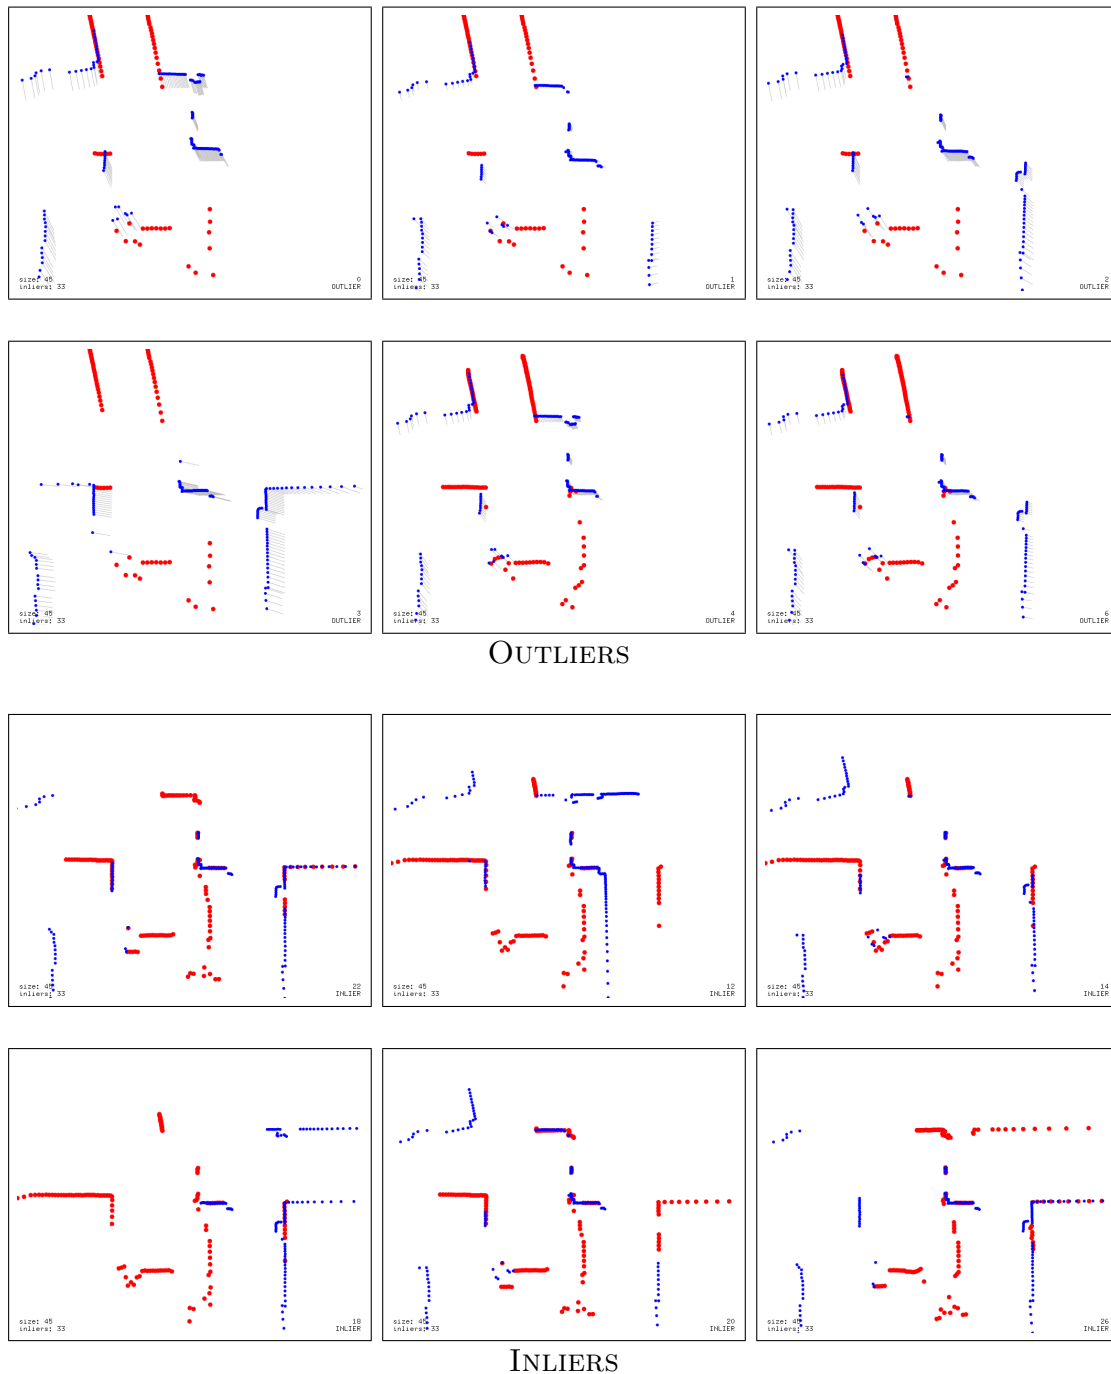 size: 45 0
inliers: 33 OUTLIER
size: 45 1
inliers: 33 OUTLIER
size: 45 2
inliers: 33 OUTLIER
size: 45 3
inliers: 33 OUTLIER
size: 45 4
inliers: 33 OUTLIER
size: 45 6
inliers: 33 OUTLIER
OUTLIERS
size: 45 22
inliers: 33 INLIER
size: 45 12
inliers: 33 INLIER
size: 45 14
inliers: 33 INLIER
size: 45 18
inliers: 33 INLIER
size: 45 20
inliers: 33 INLIER
size: 45 26
inliers: 33 INLIER
INLIERS